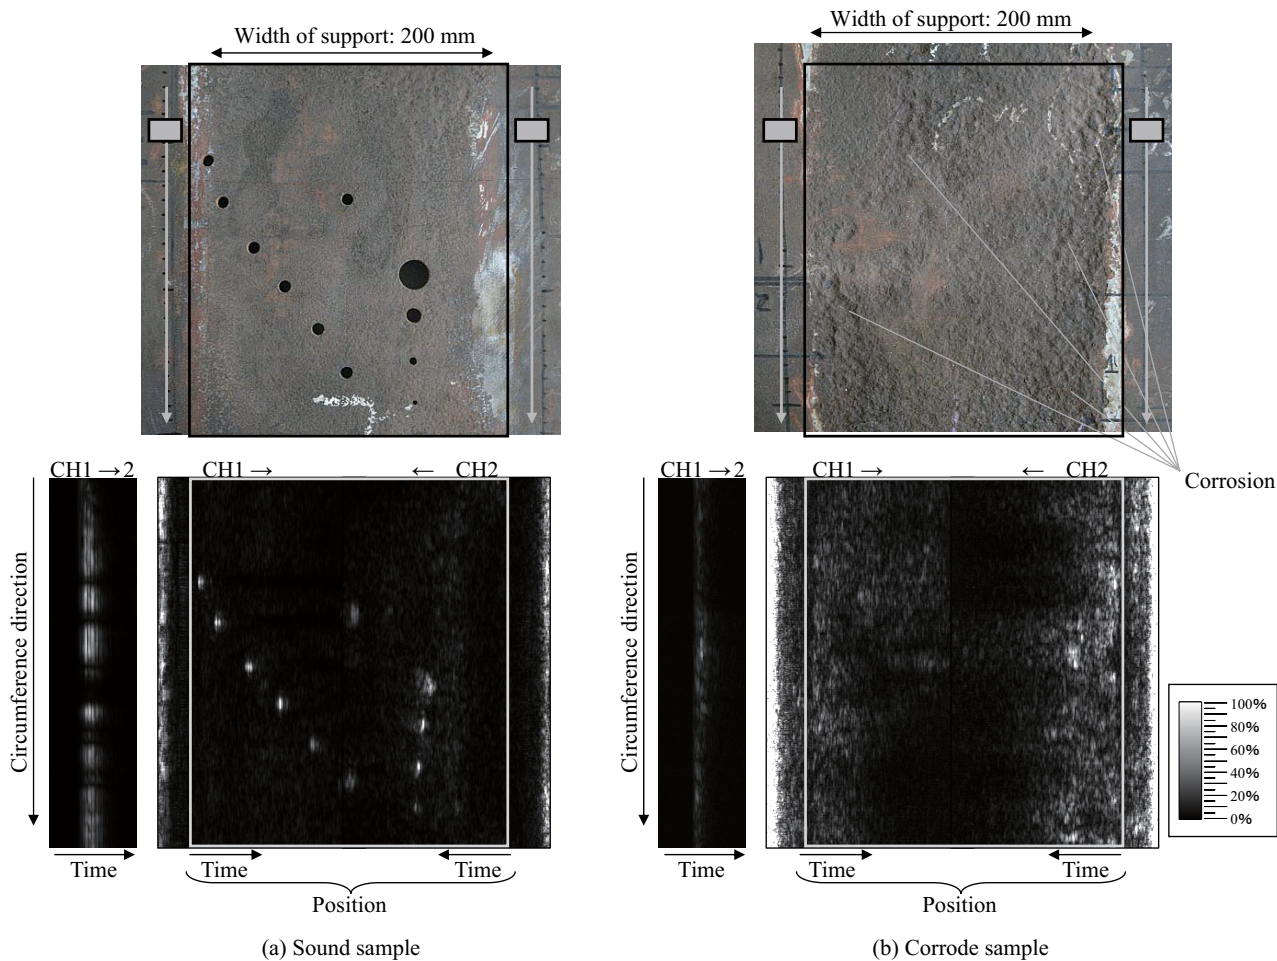 Width of support: 200 mm
Width of support: 200 mm
2
1
Corrosion
CH1 → 2
CH1 →
← CH2
CH1 → 2
CH1 →
← CH2
Circumference direction
Circumference direction
100%
80%
60%
40%
20%
0%
Time
Time
Time
Time
Time
Time
Position
Position
(a) Sound sample
(b) Corrode sample